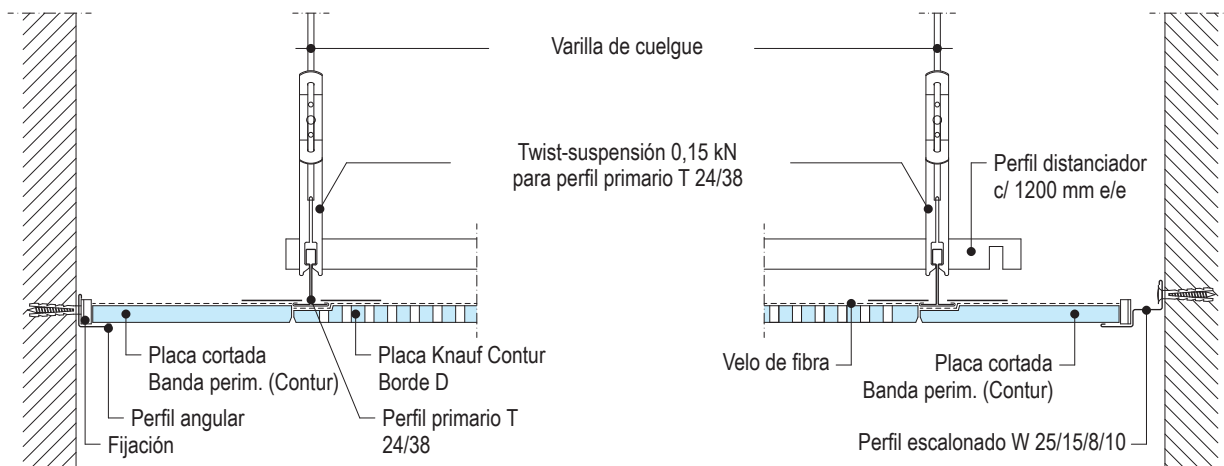 Varilla de cuelgue
Twist-suspensión 0,15 kN
para perfil primario T 24/38
Perfil distanciador
c/ 1200 mm e/e
Placa cortada
Banda perim. (Contur)
Placa Knauf Contur
Borde D
Velo de fibra
Placa cortada
Banda perim. (Contur)
Perfil angular
Fijación
Perfil primario T
24/38
Perfil escalonado W 25/15/8/10